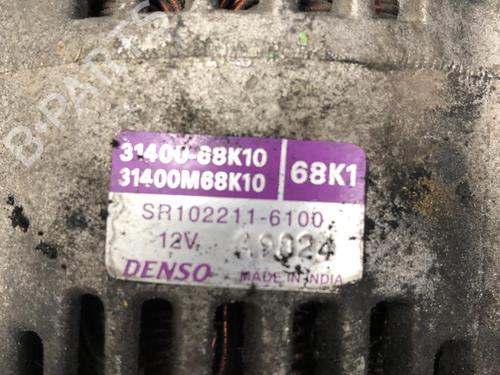 B-PARTS
31400-68K10
31400M68K10
68K1
SR102211-6100
12V A9024
DENSO MADE IN INDIA